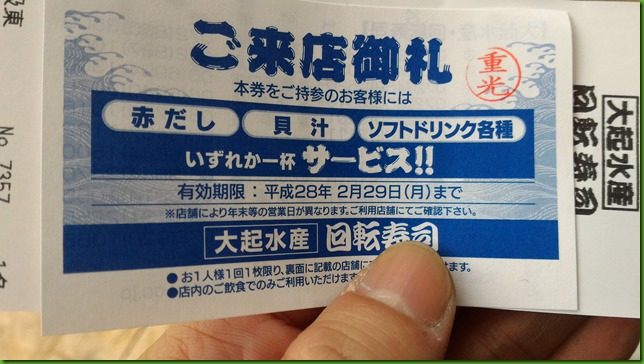 ご来店御礼
重光
本券をご持参のお客様には
赤だし 貝汁 ソフトドリンク各種
いずれか一杯 サービス!!
有効期限:平成28年 2月29日(月)まで
※店舗により年末等の営業日が異なります。ご利用店舗にてご確認下さい。
大起水産 回転寿司
●お1人様1回1枚限り、裏面に記載の店舗に
けます。
●店内のご飲食でのみご利用いただけます
No 7357
大起水産
回転寿司